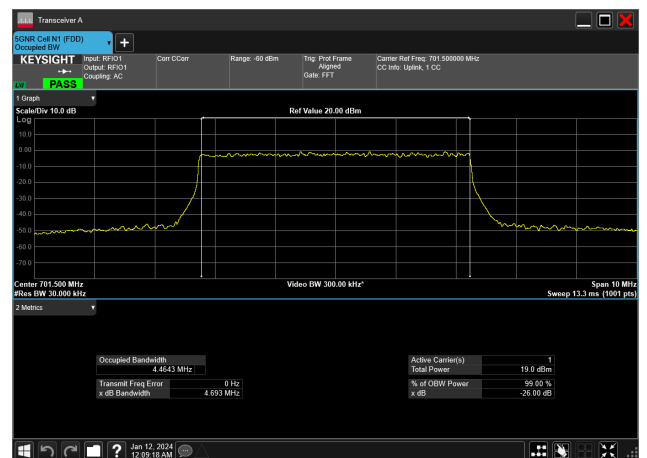 Transceiver A
5GNR Cell N1 (FDD)
Occupied BW
KEYSIGHT
LW
PASS
Input: RFIO1
Output: RFIO1
Coupling: AC
Corr CCorr
Range: -60 dBm
Trig: Prot Frame
Aligned
Gate: FFT
Carrier Ref Freq: 701.500000 MHz
CC Info: Uplink, 1 CC
1 Graph
Scale/Div 10.0 dB
Ref Value 20.00 dBm
Log
10.0
0.00
-10.0
-20.0
-30.0
-40.0
-50.0
-60.0
-70.0
Center 701.500 MHz
Video BW 300.00 kHz*
Span 10 MHz
#Res BW 30.000 kHz
Sweep 13.3 ms (1001 pts)
2 Metrics
Occupied Bandwidth
4.4643 MHz
Active Carrier(s) 1
Total Power 19.0 dBm
Transmit Freq Error 0 Hz
x dB Bandwidth 4.693 MHz
% of OBW Power 99.00 %
x dB -26.00 dB
?
Jan 12, 2024
12:09:18 AM